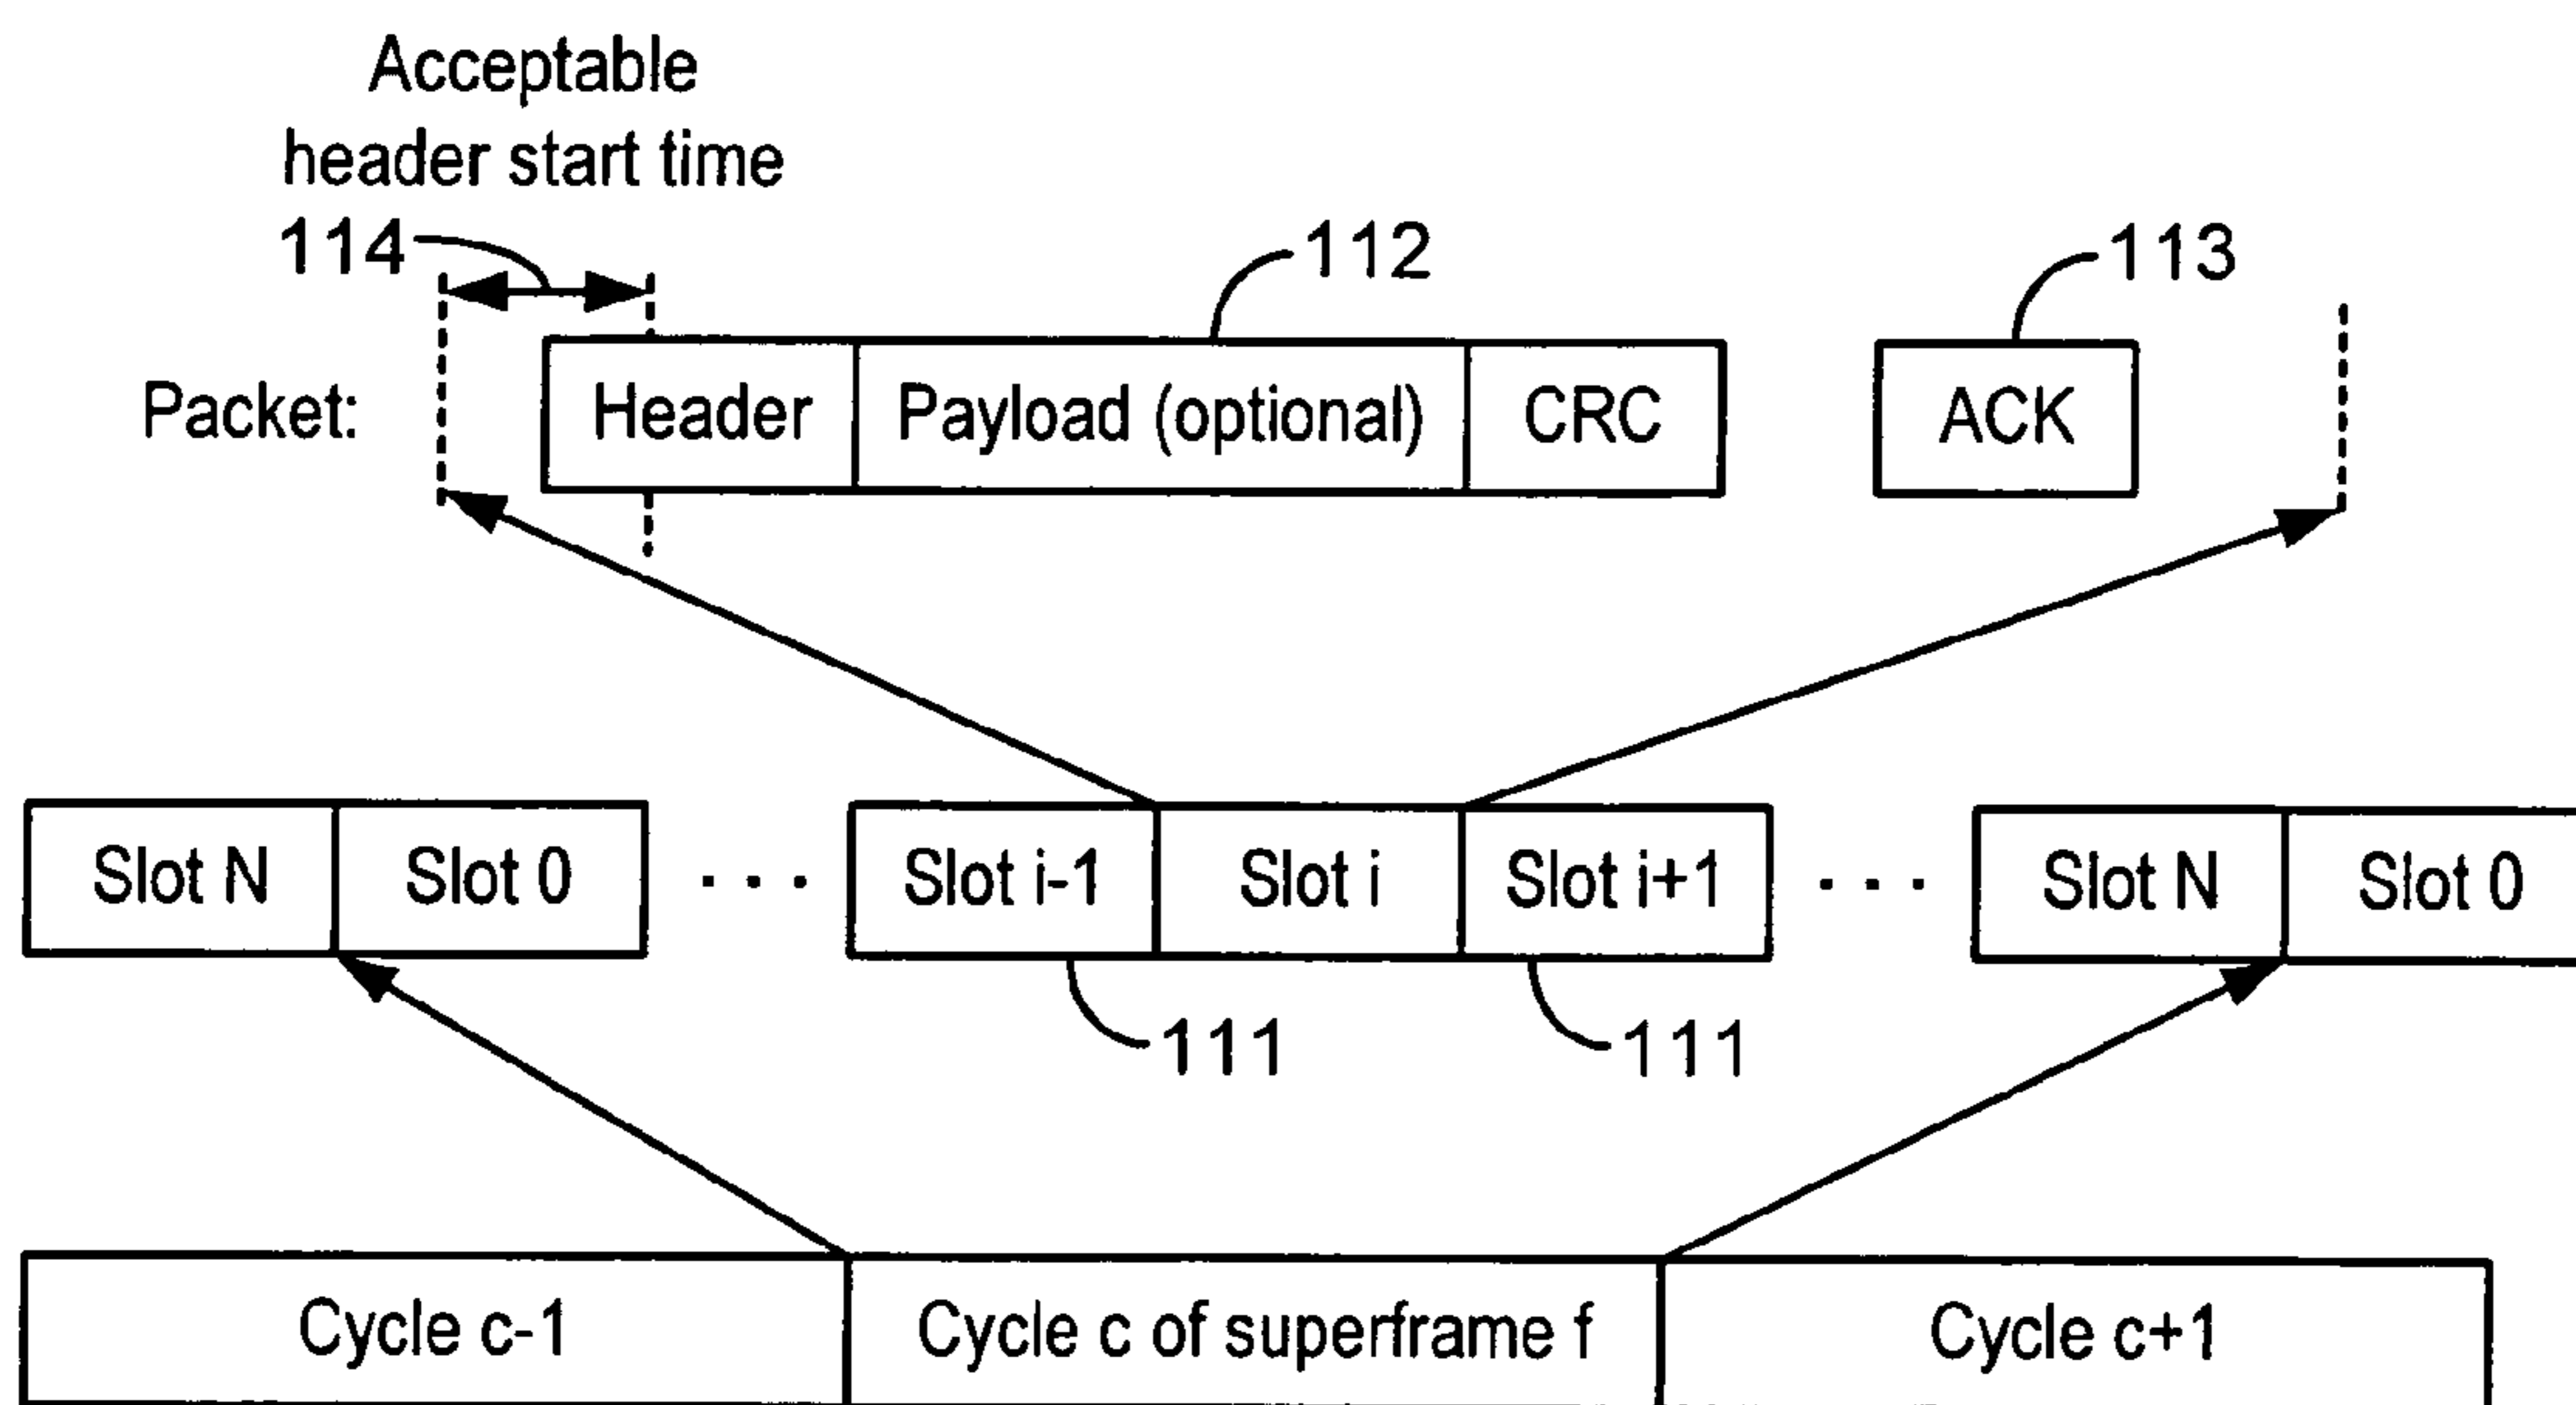 Acceptable
header start time
114
112
113
Packet:
Header
Payload (optional)
CRC
ACK
Slot N
Slot 0
. . .
Slot i-1
Slot i
Slot i+1
. . .
Slot N
Slot 0
111
111
Cycle c-1
Cycle c of superframe f
Cycle c+1